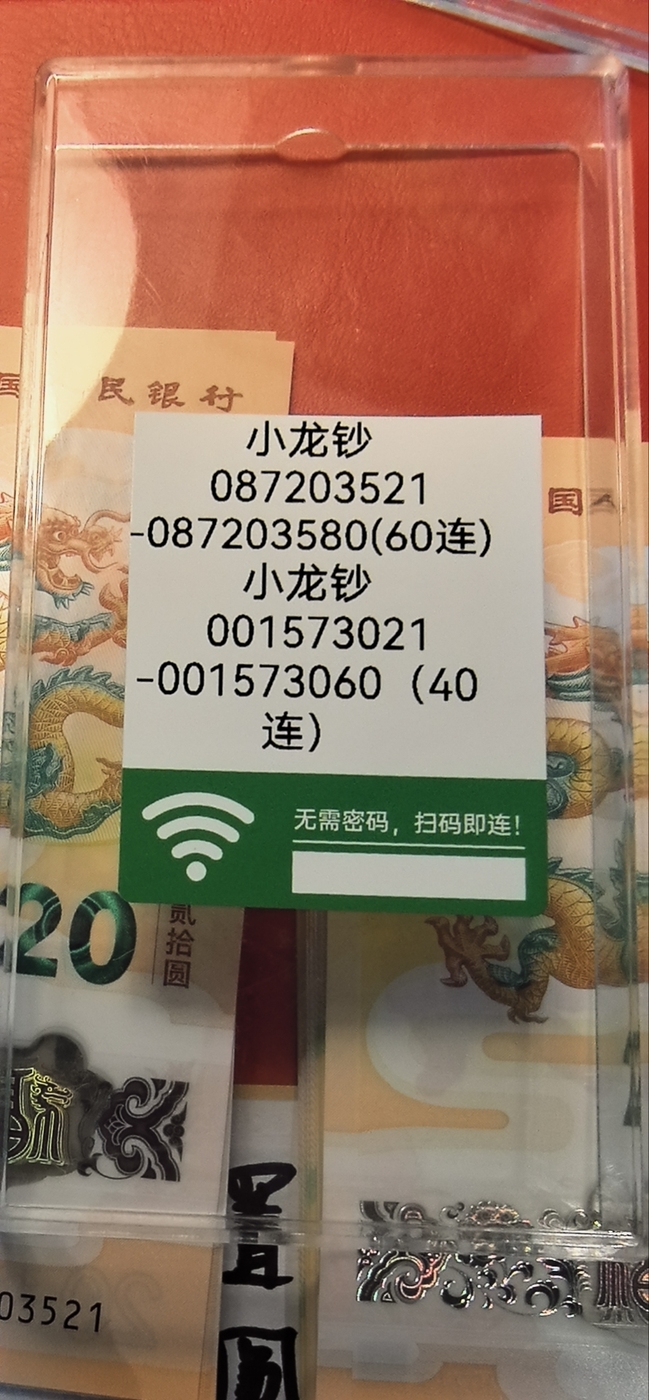 民银行
小龙钞
087203521
-087203580(60连)
小龙钞
001573021
-001573060（40
连）
无需密码，扫码即连！
国
20
贰拾圆
03521